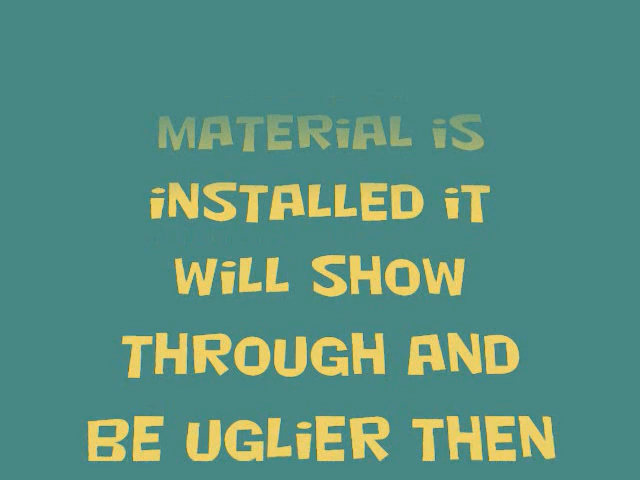 MATERiAL iS
iNSTALLED iT
WiLL SHOW
THROUGH AND
BE UGLiER THEN